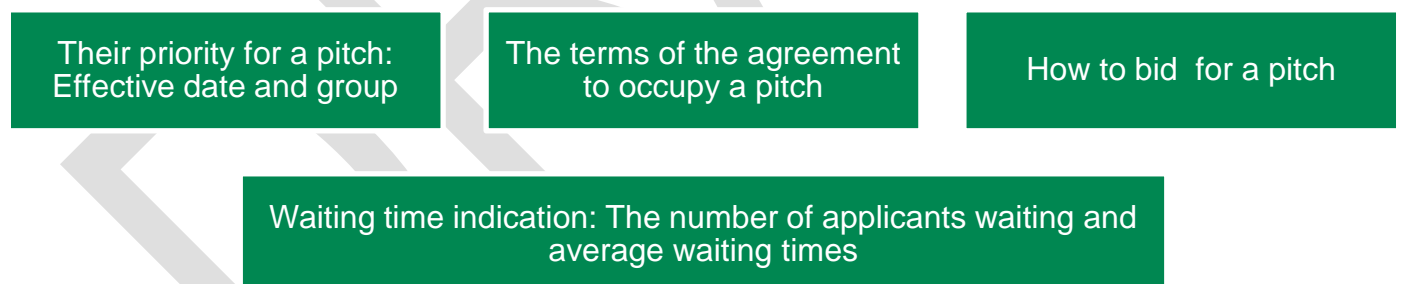 Their priority for a pitch:
Effective date and group
The terms of the agreement
to occupy a pitch
How to bid  for a pitch
Waiting time indication: The number of applicants waiting and
average waiting times